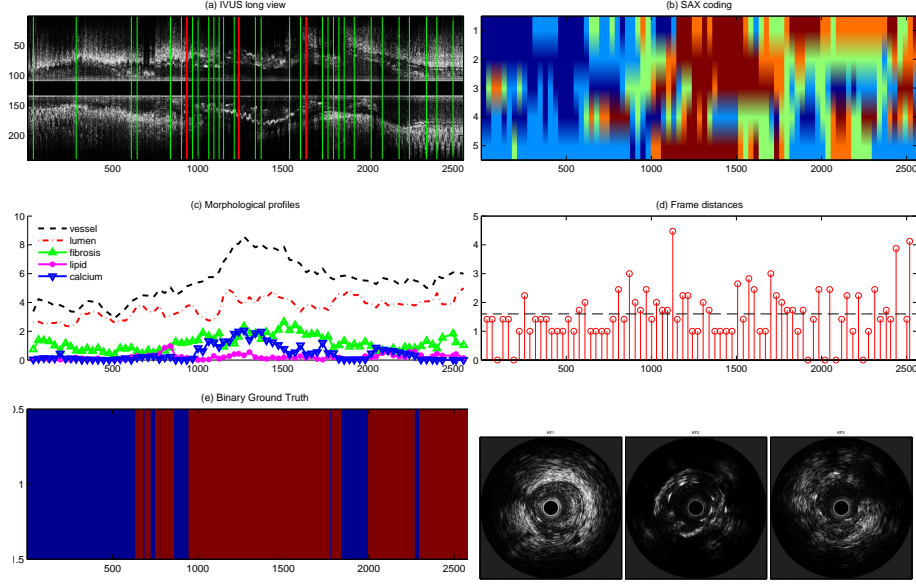 (a) IVUS long view
50
100
150
200
500 1000 1500 2000 2500
(b) SAX coding
1
2
3
4
5
500 1000 1500 2000 2500
(c) Morphological profiles
10
8
6
4
2
0
vessel
lumen
fibrosis
lipid
calcium
500 1000 1500 2000 2500
(d) Frame distances
5
4
3
2
1
0
500 1000 1500 2000 2500
(e) Binary Ground Truth
0.5
1
1.5
500 1000 1500 2000 2500
KP1 KP2 KP3